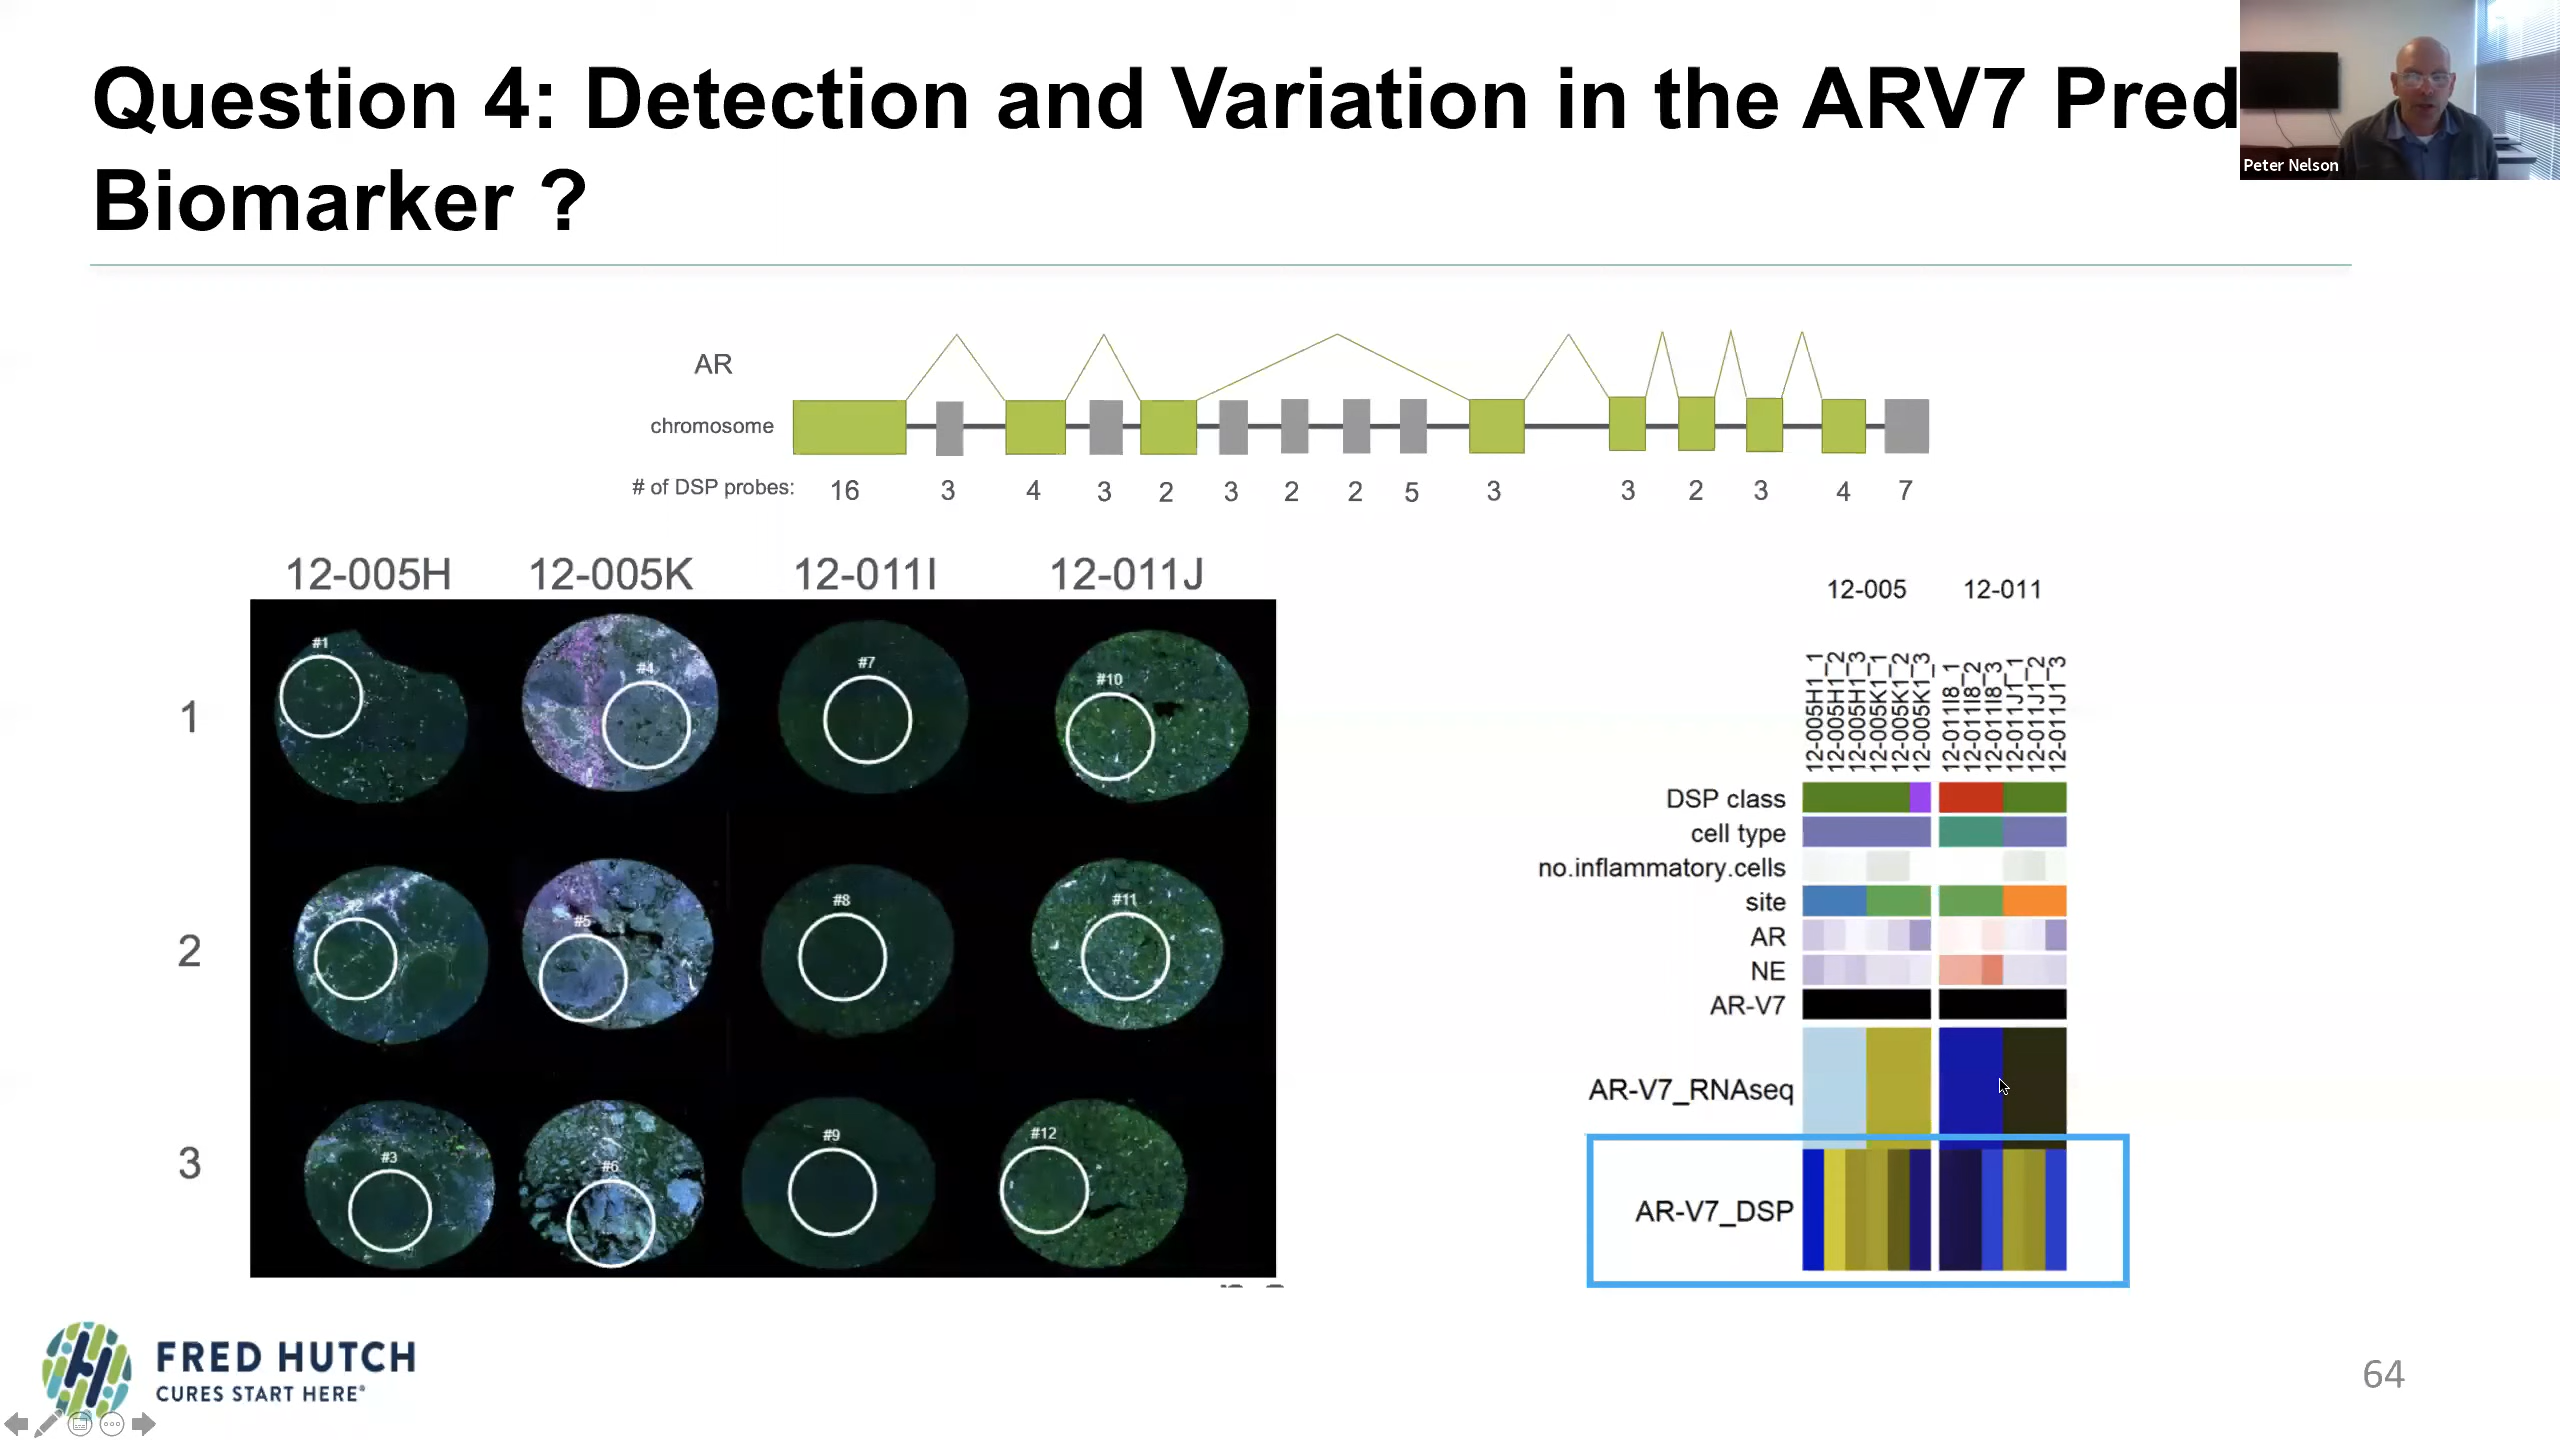 Question 4: Detection and Variation in the ARV7 Pred
Biomarker ?
Peter Nelson
AR
chromosome
# of DSP probes: 16 3 4 3 2 3 2 2 5 3 3 2 3 4 7
12-005H 12-005K 12-011I 12-011J
1
#1 #4 #7 #10
2
#2 #5 #8 #11
3
#3 #6 #9 #12
12-005 12-011
12-005H1_1
12-005H1_2
12-005H1_3
12-005K1_1
12-005K1_2
12-005K1_3
12-011I8_1
12-011I8_2
12-011I8_3
12-011J1_1
12-011J1_2
12-011J1_3
DSP class
cell type
no.inflammatory.cells
site
AR
NE
AR-V7
AR-V7_RNAseq
AR-V7_DSP
FRED HUTCH
CURES START HERE®
64